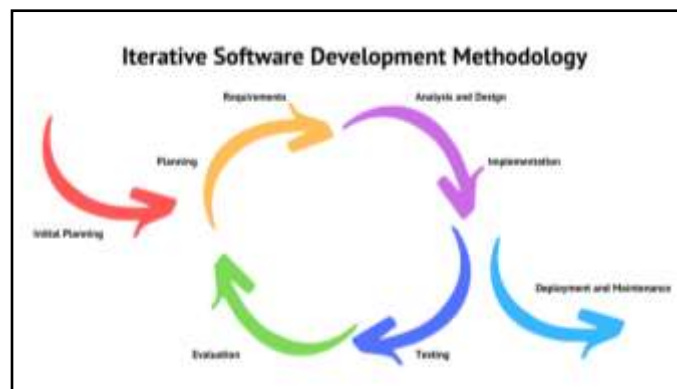 Iterative Software Development Methodology
Requirements
Analysis and Design
Planning
Implementation
Initial Planning
Deployment and Maintenance
Evaluation
Testing